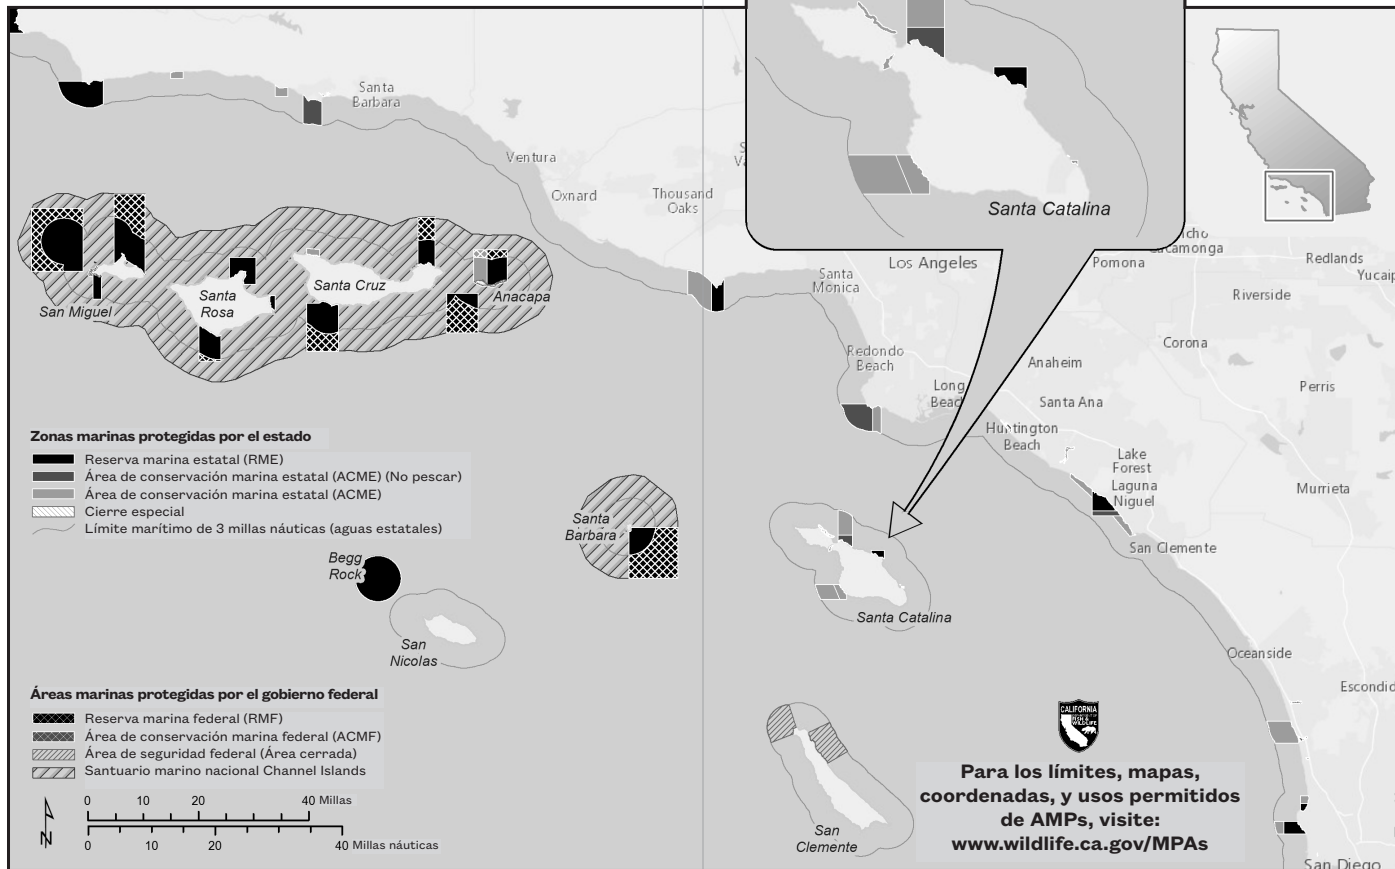 Santa
Barbara
Ventura
Oxnard
Thousand
Oaks
Santa Catalina
Los Angeles
Pomona
Redlands
Riverside
Santa
Monica
San Miguel
Santa
Rosa
Santa Cruz
Anacapa
Redondo
Beach
Long
Beach
Anaheim
Corona
Perris
Santa Ana
Huntington
Beach
Lake
Forest
Laguna
Niguel
Murrieta
San Clemente
Zonas marinas protegidas por el estado
Reserva marina estatal (RME)
Área de conservación marina estatal (ACME) (No pescar)
Área de conservación marina estatal (ACME)
Cierre especial
Límite marítimo de 3 millas náuticas (aguas estatales)
Santa
Barbara
Begg
Rock
San
Nicolas
Santa Catalina
Oceanside
Escondid
Áreas marinas protegidas por el gobierno federal
Reserva marina federal (RMF)
Área de conservación marina federal (ACMF)
Área de seguridad federal (Área cerrada)
Santuario marino nacional Channel Islands
0 10 20 40 Millas
0 10 20 40 Millas náuticas
N
San
Clemente
CALIFORNIA
FISH &
WILDLIFE
Para los límites, mapas,
coordenadas, y usos permitidos
de AMPs, visite:
www.wildlife.ca.gov/MPAs
San Diego